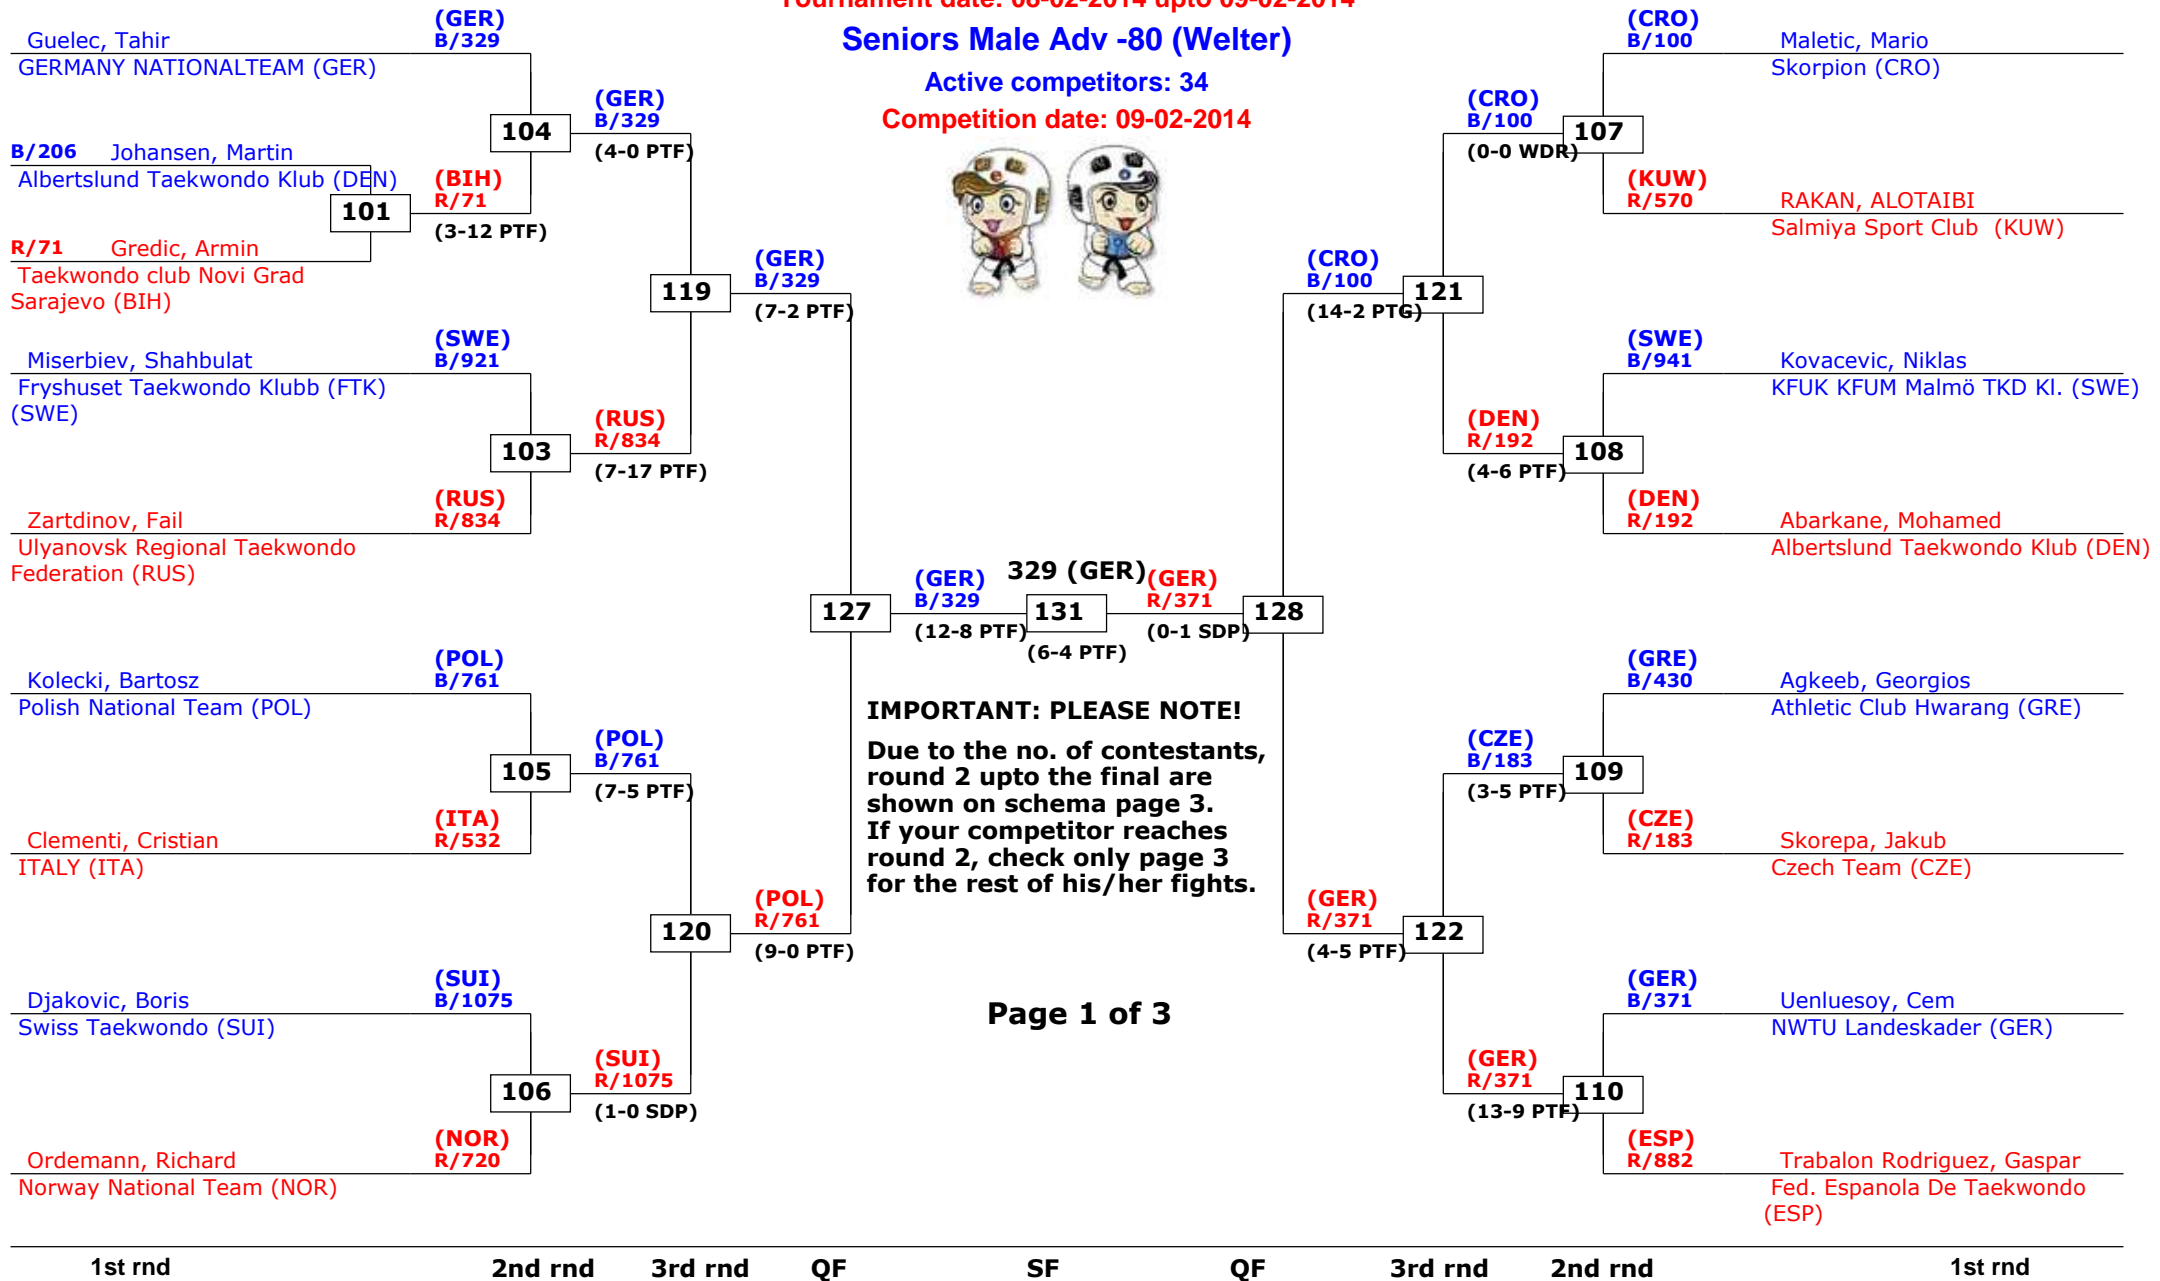 Tournament date: 08-02-2014 upto 09-02-2014
Seniors Male Adv -80 (Welter)
Active competitors: 34
Competition date: 09-02-2014
Guelec, Tahir
GERMANY NATIONALTEAM (GER)
(GER)
B/329
B/206 Johansen, Martin
Albertslund Taekwondo Klub (DEN)
R/71 Gredic, Armin
Taekwondo club Novi Grad
Sarajevo (BIH)
101
(BIH)
R/71
(3-12 PTF)
104
(GER)
B/329
(4-0 PTF)
Miserbiev, Shahbulat
Fryshuset Taekwondo Klubb (FTK)
(SWE)
(SWE)
B/921
Zartdinov, Fail
Ulyanovsk Regional Taekwondo
Federation (RUS)
(RUS)
R/834
103
(RUS)
R/834
(7-17 PTF)
119
(GER)
B/329
(7-2 PTF)
Kolecki, Bartosz
Polish National Team (POL)
(POL)
B/761
Clementi, Cristian
ITALY (ITA)
(ITA)
R/532
105
(POL)
B/761
(7-5 PTF)
Djakovic, Boris
Swiss Taekwondo (SUI)
(SUI)
B/1075
Ordemann, Richard
Norway National Team (NOR)
(NOR)
R/720
106
(SUI)
R/1075
(1-0 SDP)
120
(POL)
R/761
(9-0 PTF)
127
(GER)
B/329
(12-8 PTF)
329 (GER)
131
(6-4 PTF)
(GER)
R/371
(0-1 SDP)
128
IMPORTANT: PLEASE NOTE!
Due to the no. of contestants,
round 2 upto the final are
shown on schema page 3.
If your competitor reaches
round 2, check only page 3
for the rest of his/her fights.
Page 1 of 3
(CRO)
B/100
(14-2 PTG)
121
(CRO)
B/100
(0-0 WDR)
107
(CRO)
B/100
Maletic, Mario
Skorpion (CRO)
(KUW)
R/570
RAKAN, ALOTAIBI
Salmiya Sport Club (KUW)
(DEN)
R/192
(4-6 PTF)
108
(SWE)
B/941
Kovacevic, Niklas
KFUK KFUM Malmö TKD Kl. (SWE)
(DEN)
R/192
Abarkane, Mohamed
Albertslund Taekwondo Klub (DEN)
(GER)
R/371
(4-5 PTF)
122
(CZE)
B/183
(3-5 PTF)
109
(GRE)
B/430
Agkeeb, Georgios
Athletic Club Hwarang (GRE)
(CZE)
R/183
Skorepa, Jakub
Czech Team (CZE)
(GER)
R/371
(13-9 PTF)
110
(GER)
B/371
Uenluesoy, Cem
NWTU Landeskader (GER)
(ESP)
R/882
Trabalon Rodriguez, Gaspar
Fed. Espanola De Taekwondo
(ESP)
1st rnd 2nd rnd 3rd rnd QF SF QF 3rd rnd 2nd rnd 1st rnd